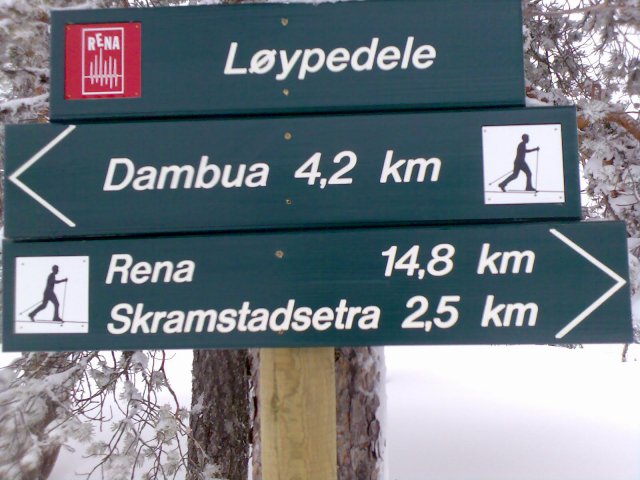 RENA
Løypedele
Dambua 4,2 km
Rena 14,8 km
Skramstadsetra 2,5 km